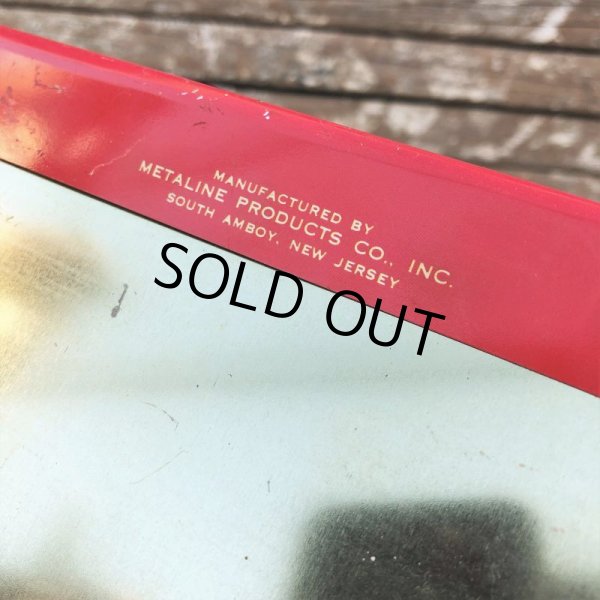 MANUFACTURED BY
METALINE PRODUCTS CO., INC.
SOUTH AMBOY, NEW JERSEY
SOLD OUT